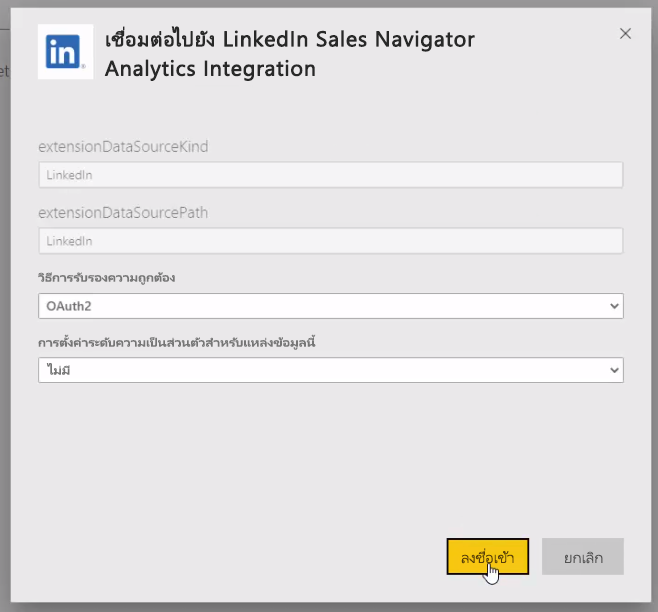 in
เชื่อมต่อไปยัง LinkedIn Sales Navigator
Analytics Integration
extensionDataSourceKind
LinkedIn
extensionDataSourcePath
LinkedIn
วิธีการรับรองความถูกต้อง
OAuth2
การตั้งค่าระดับความเป็นส่วนตัวสำหรับแหล่งข้อมูลนี้
ไม่มี
ลงชื่อเข้า
ยกเลิก